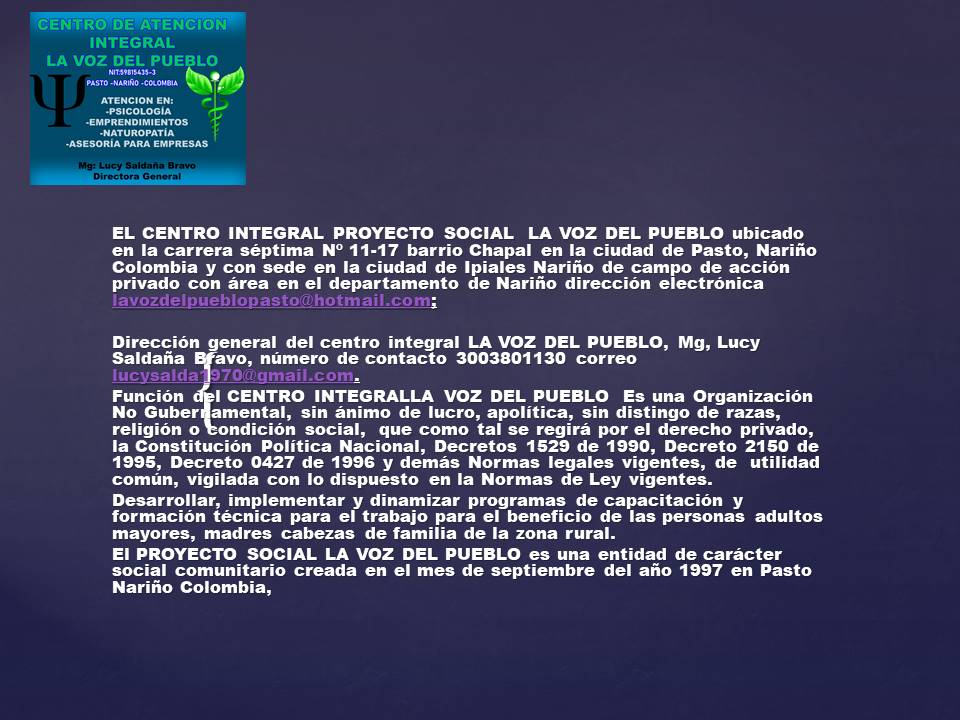 CENTRO DE ATENCION
INTEGRAL
LA VOZ DEL PUEBLO
NIT:59815435-3
PASTO -NARIÑO -COLOMBIA
ATENCION EN:
-PSICOLOGÍA
-EMPRENDIMIENTOS
-NATUROPATÍA
-ASESORÍA PARA EMPRESAS
Mg: Lucy Saldaña Bravo
Directora General
EL CENTRO INTEGRAL PROYECTO SOCIAL LA VOZ DEL PUEBLO ubicado
en la carrera séptima Nº 11-17 barrio Chapal en la ciudad de Pasto, Nariño
Colombia y con sede en la ciudad de Ipiales Nariño de campo de acción
privado con área en el departamento de Nariño dirección electrónica
lavozdelpueblopasto@hotmail.com;
Dirección general del centro integral LA VOZ DEL PUEBLO, Mg, Lucy
Saldaña Bravo, número de contacto 3003801130 correo
lucysalda1970@gmail.com.
Función del CENTRO INTEGRALLA VOZ DEL PUEBLO Es una Organización
No Gubernamental, sin ánimo de lucro, apolítica, sin distingo de razas,
religión o condición social, que como tal se regirá por el derecho privado,
la Constitución Política Nacional, Decretos 1529 de 1990, Decreto 2150 de
1995, Decreto 0427 de 1996 y demás Normas legales vigentes, de utilidad
común, vigilada con lo dispuesto en la Normas de Ley vigentes.
Desarrollar, implementar y dinamizar programas de capacitación y
formación técnica para el trabajo para el beneficio de las personas adultos
mayores, madres cabezas de familia de la zona rural.
El PROYECTO SOCIAL LA VOZ DEL PUEBLO es una entidad de carácter
social comunitario creada en el mes de septiembre del año 1997 en Pasto
Nariño Colombia,